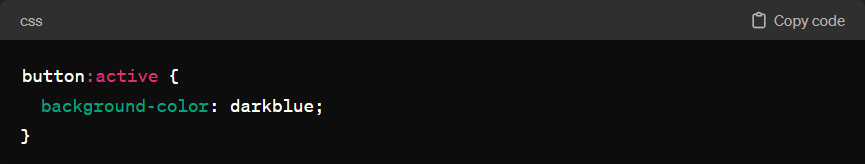 css
Copy code
button:active {
  background-color: darkblue;
}